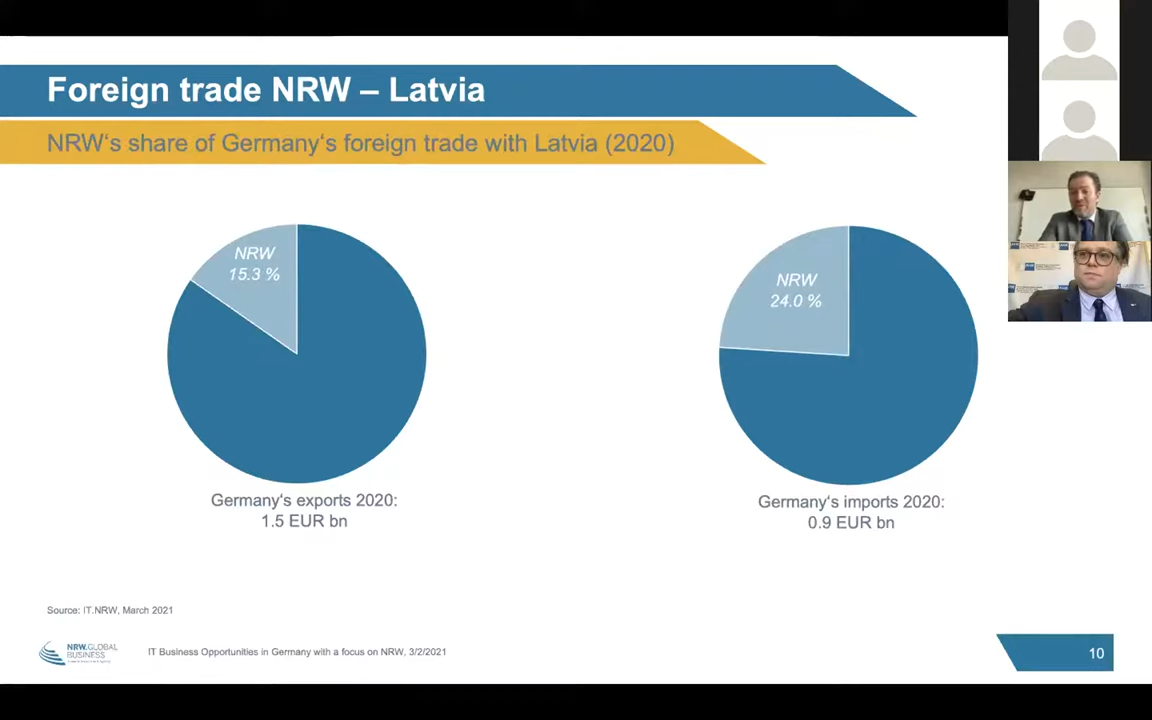 Foreign trade NRW – Latvia
NRW‘s share of Germany‘s foreign trade with Latvia (2020)
NRW
15.3 %
NRW
24.0 %
Germany‘s exports 2020:
1.5 EUR bn
Germany‘s imports 2020:
0.9 EUR bn
Source: IT.NRW, March 2021
NRW.GLOBAL
BUSINESS
IT Business Opportunities in Germany with a focus on NRW, 3/2/2021
10